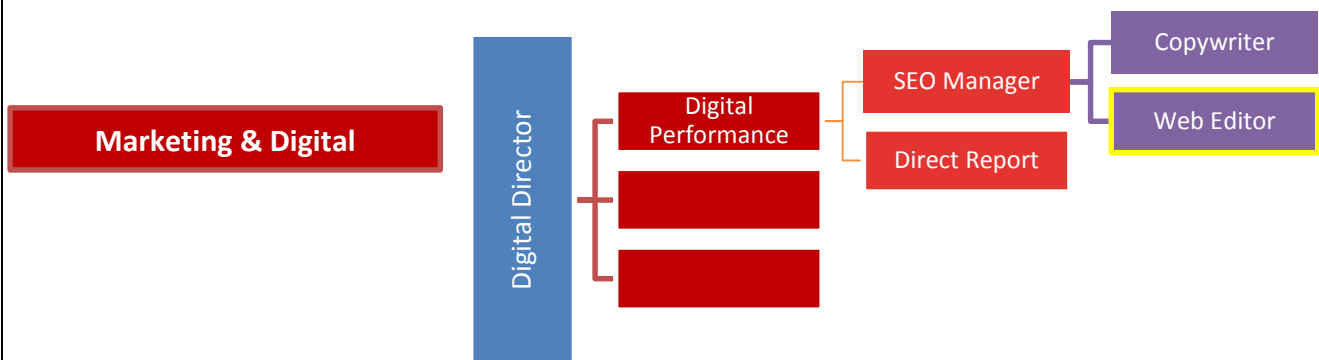 Marketing & Digital
Digital Director
Digital
Performance
SEO Manager
Direct Report
Copywriter
Web Editor